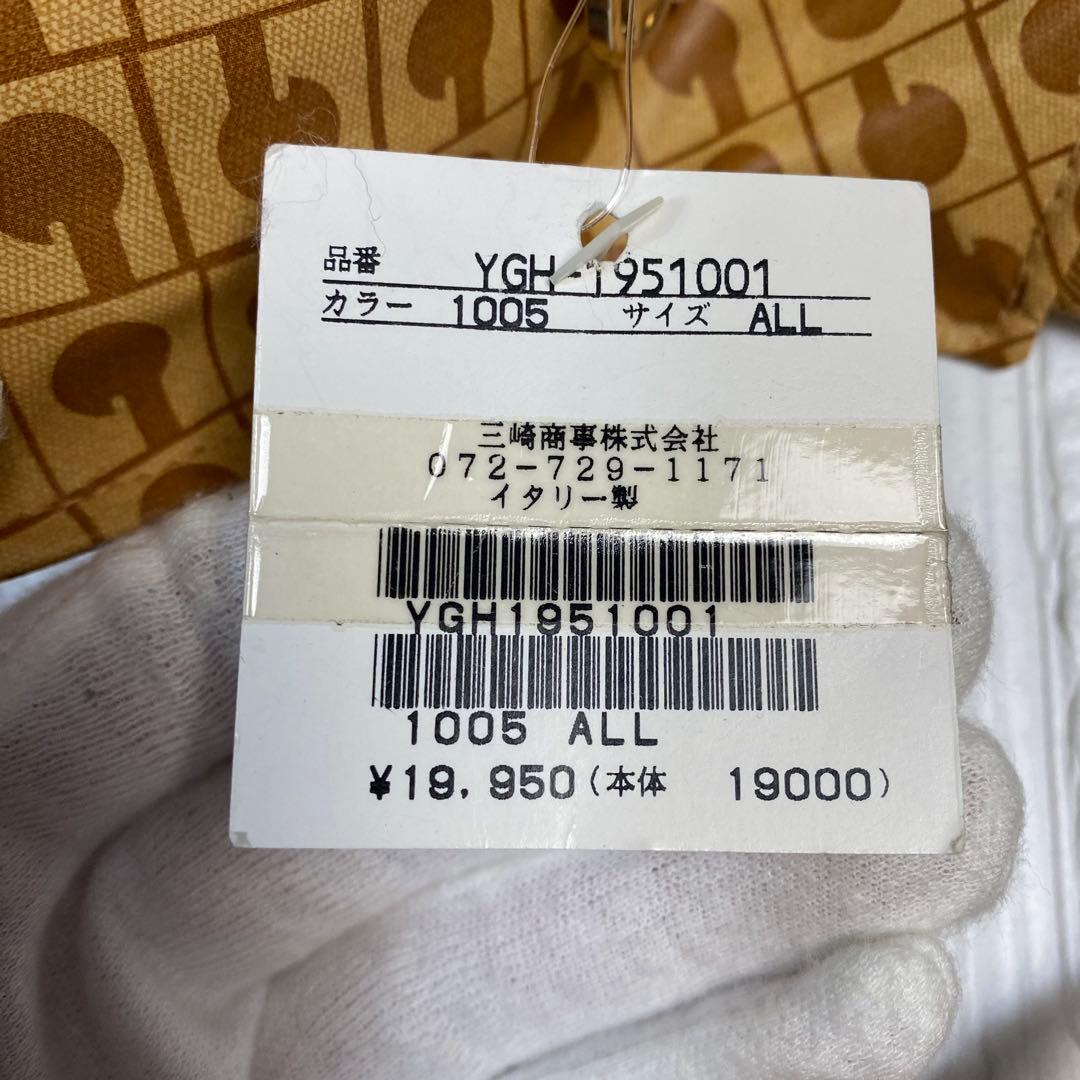 品番 YGH-1951001
カラー 1005 サイズ ALL
三崎商事株式会社
072-729-1171
イタリー製
YGH1951001
1005 ALL
¥19,950(本体 19000)